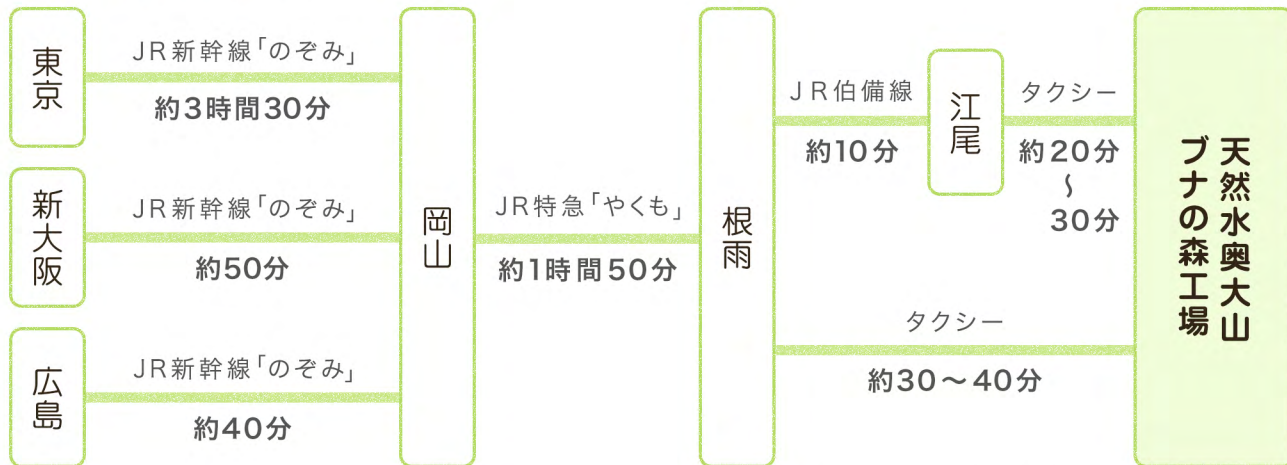 東京
JR新幹線「のぞみ」
約3時間30分
新大阪
JR新幹線「のぞみ」
約50分
広島
JR新幹線「のぞみ」
約40分
岡山
JR特急「やくも」
約1時間50分
根雨
JR伯備線
約10分
江尾
タクシー
約20分
〜
30分
タクシー
約30〜40分
天然水奥大山
ブナの森工場